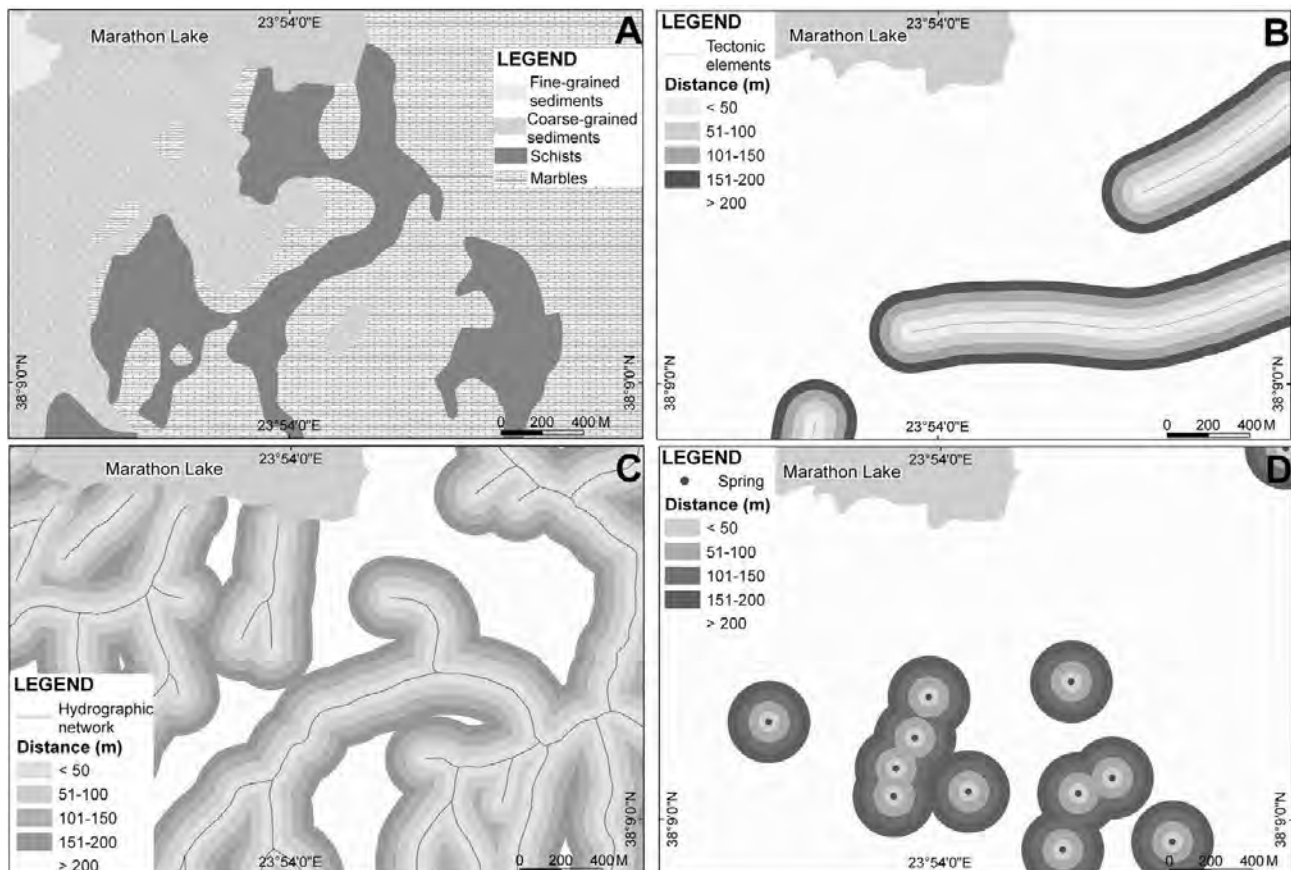 23°54'0"E
Marathon Lake
A
LEGEND
Fine-grained
sediments
Coarse-grained
sediments
Schists
Marbles
38°9'0"N
38°9'0"N
23°54'0"E
0 200 400 M
LEGEND
Tectonic
elements
Distance (m)
< 50
51-100
101-150
151-200
> 200
23°54'0"E
Marathon Lake
B
38°9'0"N
38°9'0"N
23°54'0"E
0 200 400 M
23°54'0"E
Marathon Lake
C
LEGEND
Hydrographic
network
Distance (m)
< 50
51-100
101-150
151-200
> 200
38°9'0"N
23°54'0"E
0 200 400 M
LEGEND
Spring
Distance (m)
< 50
51-100
101-150
151-200
> 200
23°54'0"E
Marathon Lake
D
38°9'0"N
38°9'0"N
23°54'0"E
0 200 400 M